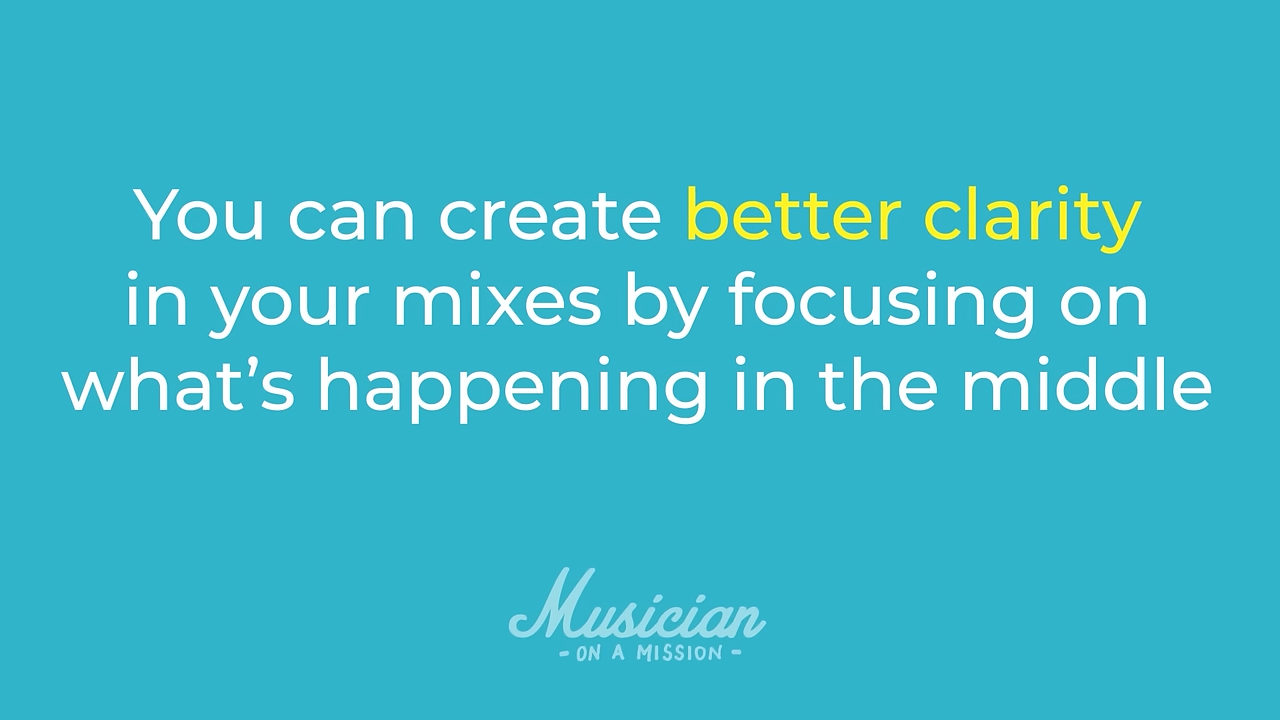 You can create better clarity
in your mixes by focusing on
what’s happening in the middle
Musician
- ON A MISSION -